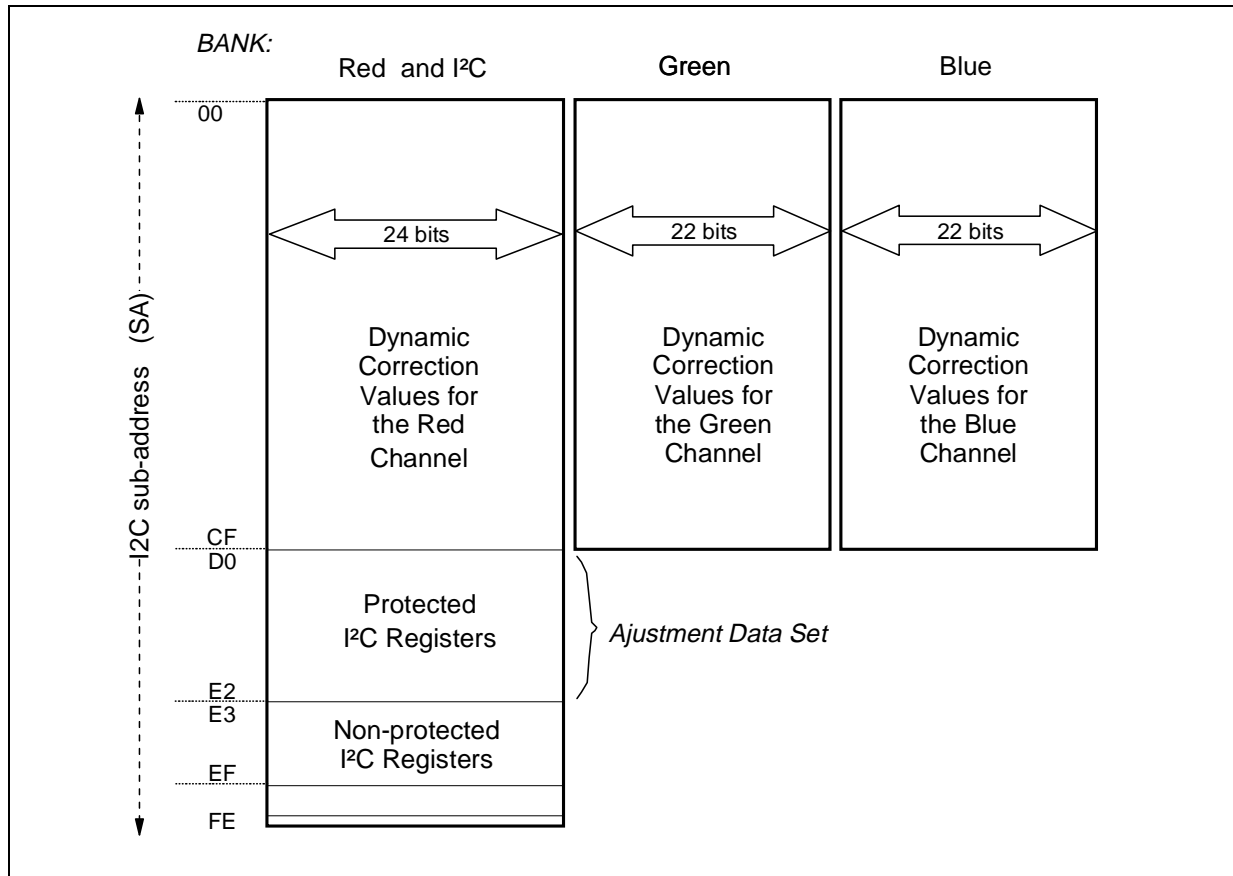 BANK:
Red and I²C
Green
Blue
00
24 bits
22 bits
22 bits
I2C sub-address (SA)
Dynamic
Correction
Values for
the Red
Channel
Dynamic
Correction
Values for
the Green
Channel
Dynamic
Correction
Values for
the Blue
Channel
CF
D0
Protected
I²C Registers
Ajustment Data Set
E2
E3
Non-protected
I²C Registers
EF
FE